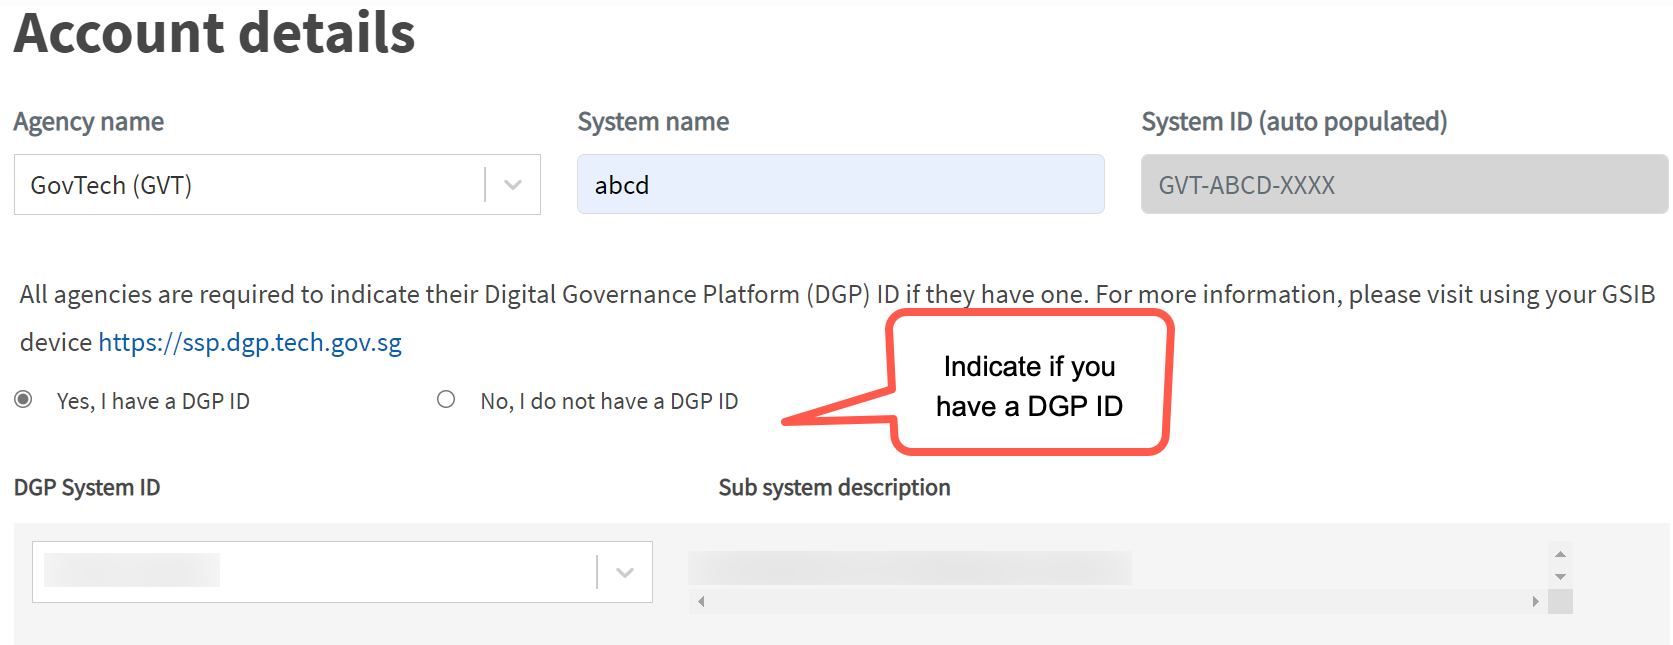 Account details
Agency name
System name
System ID (auto populated)
GovTech (GVT)
abcd
GVT-ABCD-XXXX
All agencies are required to indicate their Digital Governance Platform (DGP) ID if they have one. For more information, please visit using your GSIB
device https://ssp.dgp.tech.gov.sg
Yes, I have a DGP ID
No, I do not have a DGP ID
Indicate if you
have a DGP ID
DGP System ID
Sub system description